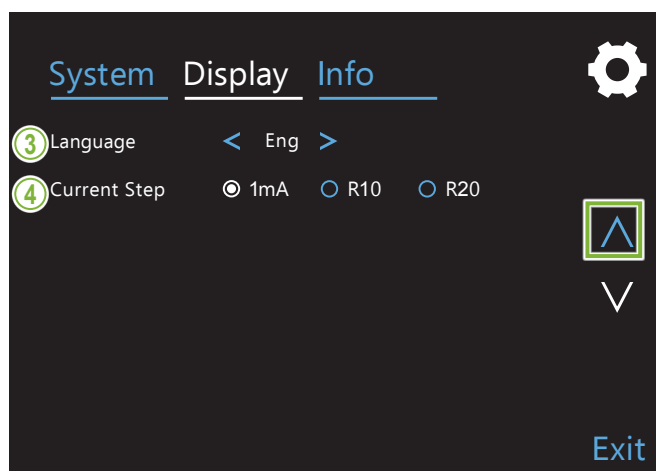 System Display Info
3 Language < Eng >
4 Current Step 1mA R10 R20
Exit